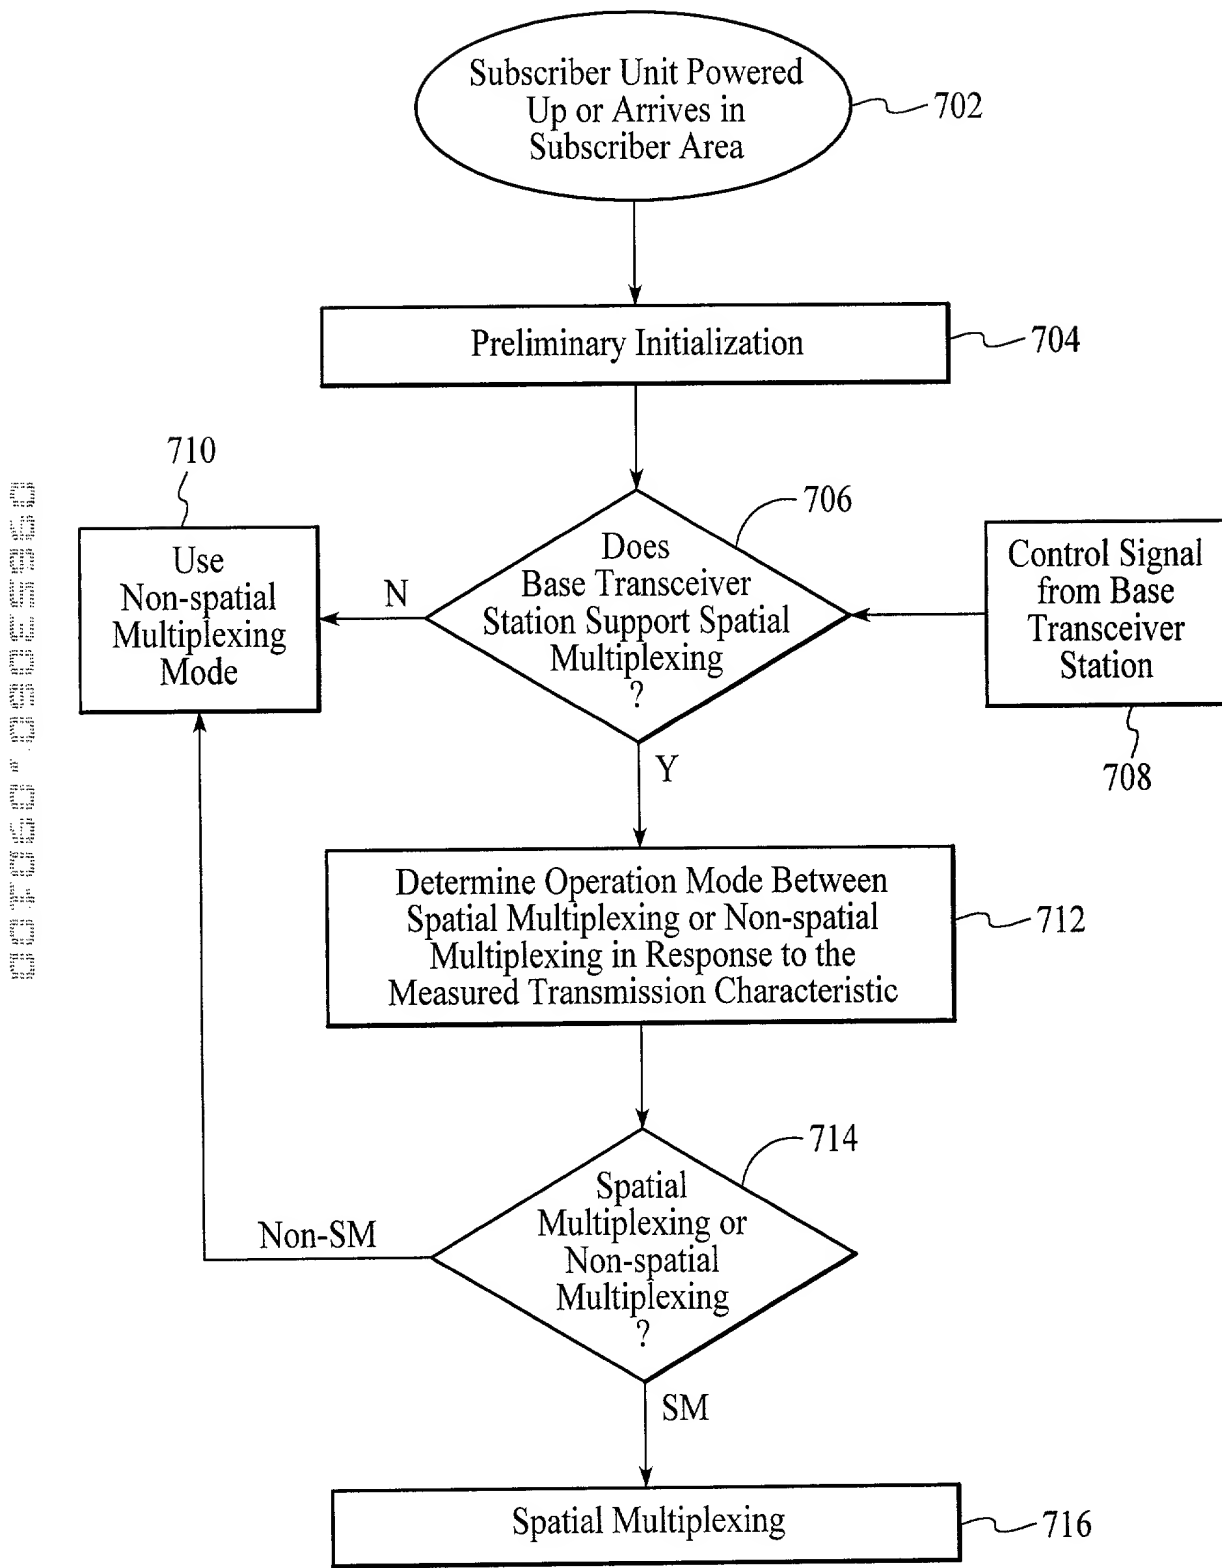 Subscriber Unit Powered
Up or Arrives in
Subscriber Area
702
Preliminary Initialization
704
710
Use
Non-spatial
Multiplexing
Mode
N
706
Does
Base Transceiver
Station Support Spatial
Multiplexing
?
Control Signal
from Base
Transceiver
Station
708
Y
Determine Operation Mode Between
Spatial Multiplexing or Non-spatial
Multiplexing in Response to the
Measured Transmission Characteristic
712
714
Spatial
Multiplexing or
Non-spatial
Multiplexing
?
Non-SM
SM
Spatial Multiplexing
716